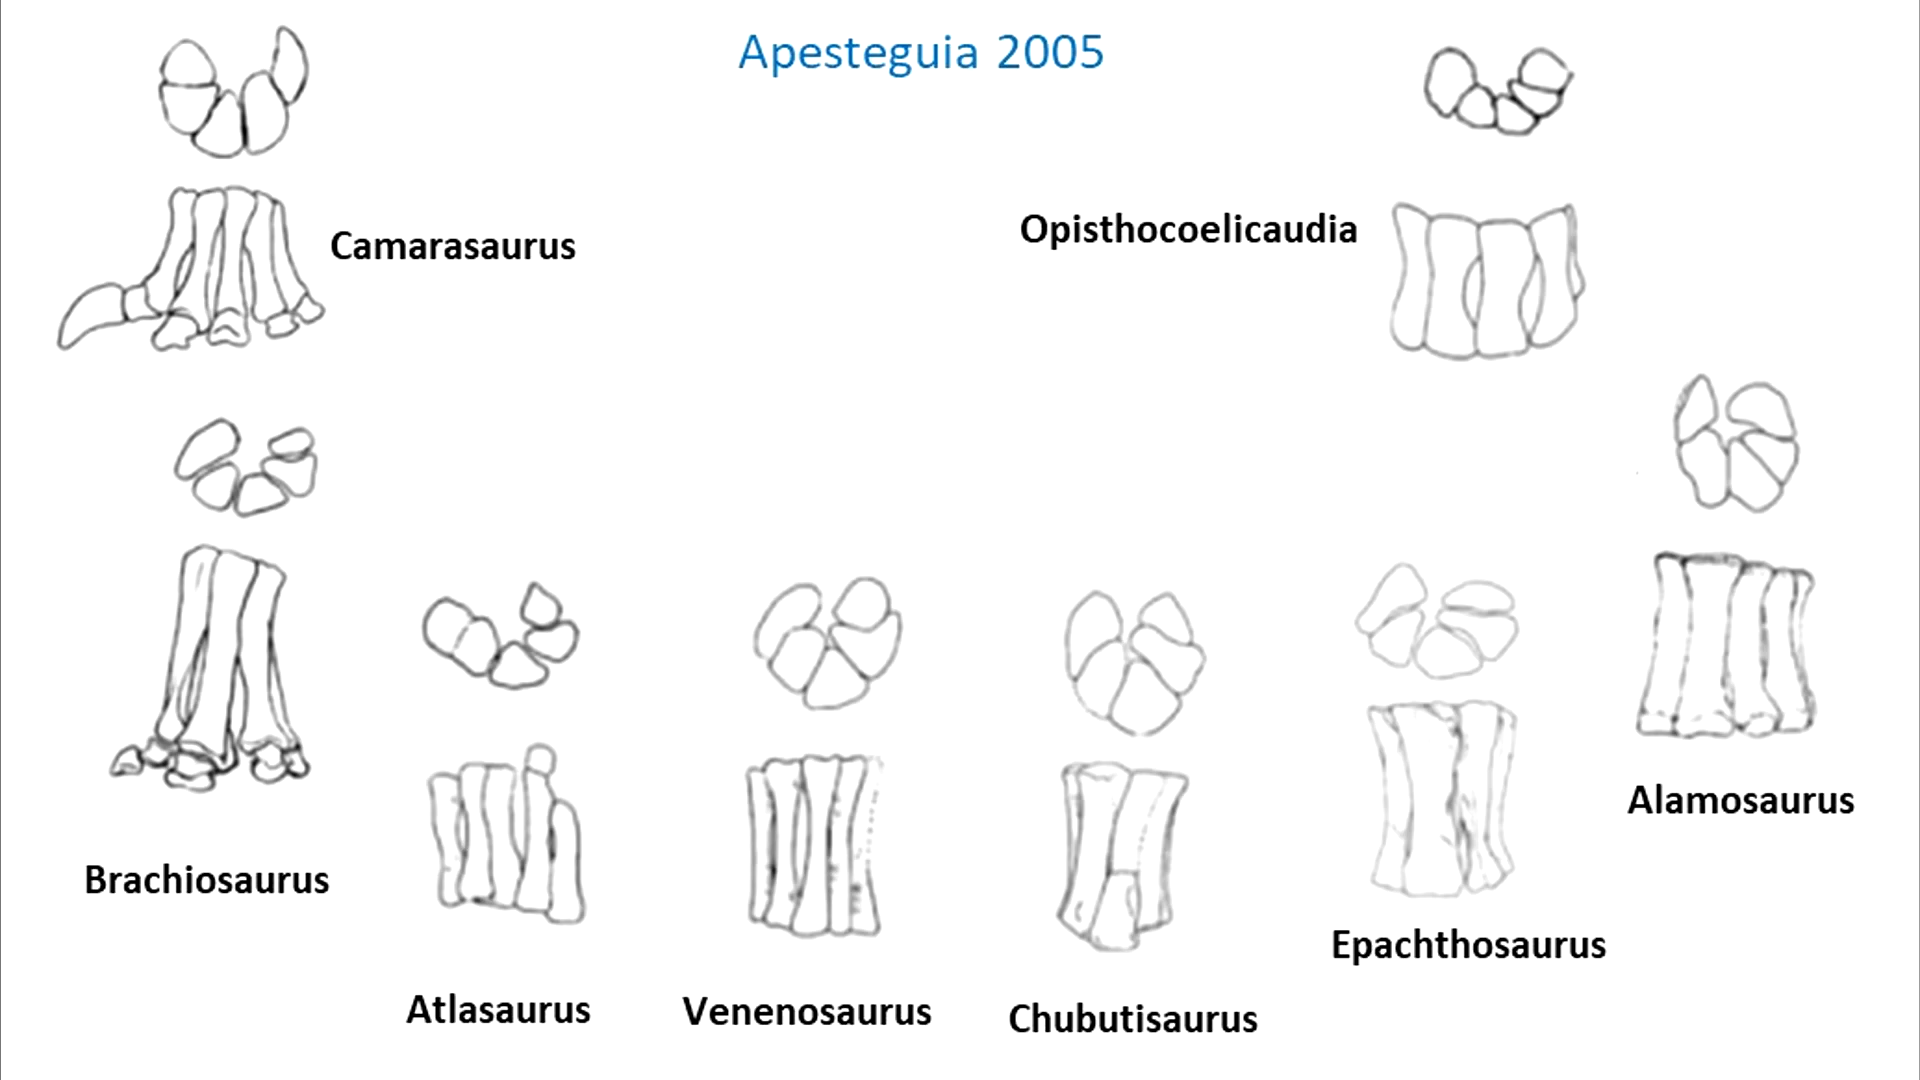 Apesteguia 2005
Opisthocoelicaudia
Camarasaurus
Alamosaurus
Brachiosaurus
Epachthosaurus
Atlasaurus
Venenosaurus
Chubutisaurus